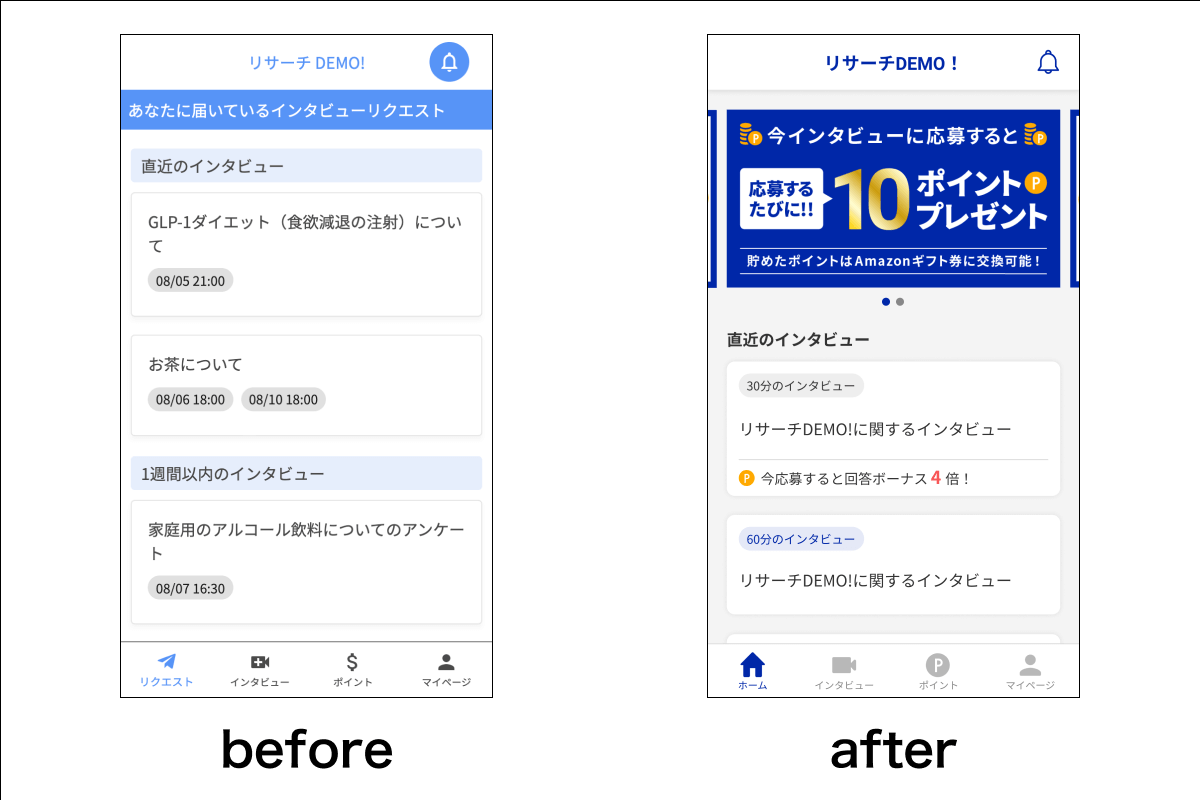 リサーチ DEMO!
あなたに届いているインタビューリクエスト
直近のインタビュー
GLP-1ダイエット（食欲減退の注射）につい
て
08/05 21:00
お茶について
08/06 18:00 08/10 18:00
1週間以内のインタビュー
家庭用のアルコール飲料についてのアンケー
ト
08/07 16:30
リクエスト インタビュー ポイント マイページ
before
リサーチDEMO！
P 今インタビューに応募すると P
応募する
たびに!!
10
ポイント P
プレゼント
貯めたポイントはAmazonギフト券に交換可能！
直近のインタビュー
30分のインタビュー
リサーチDEMO!に関するインタビュー
P 今応募すると回答ボーナス 4 倍！
60分のインタビュー
リサーチDEMO!に関するインタビュー
P
ホーム インタビュー ポイント マイページ
after